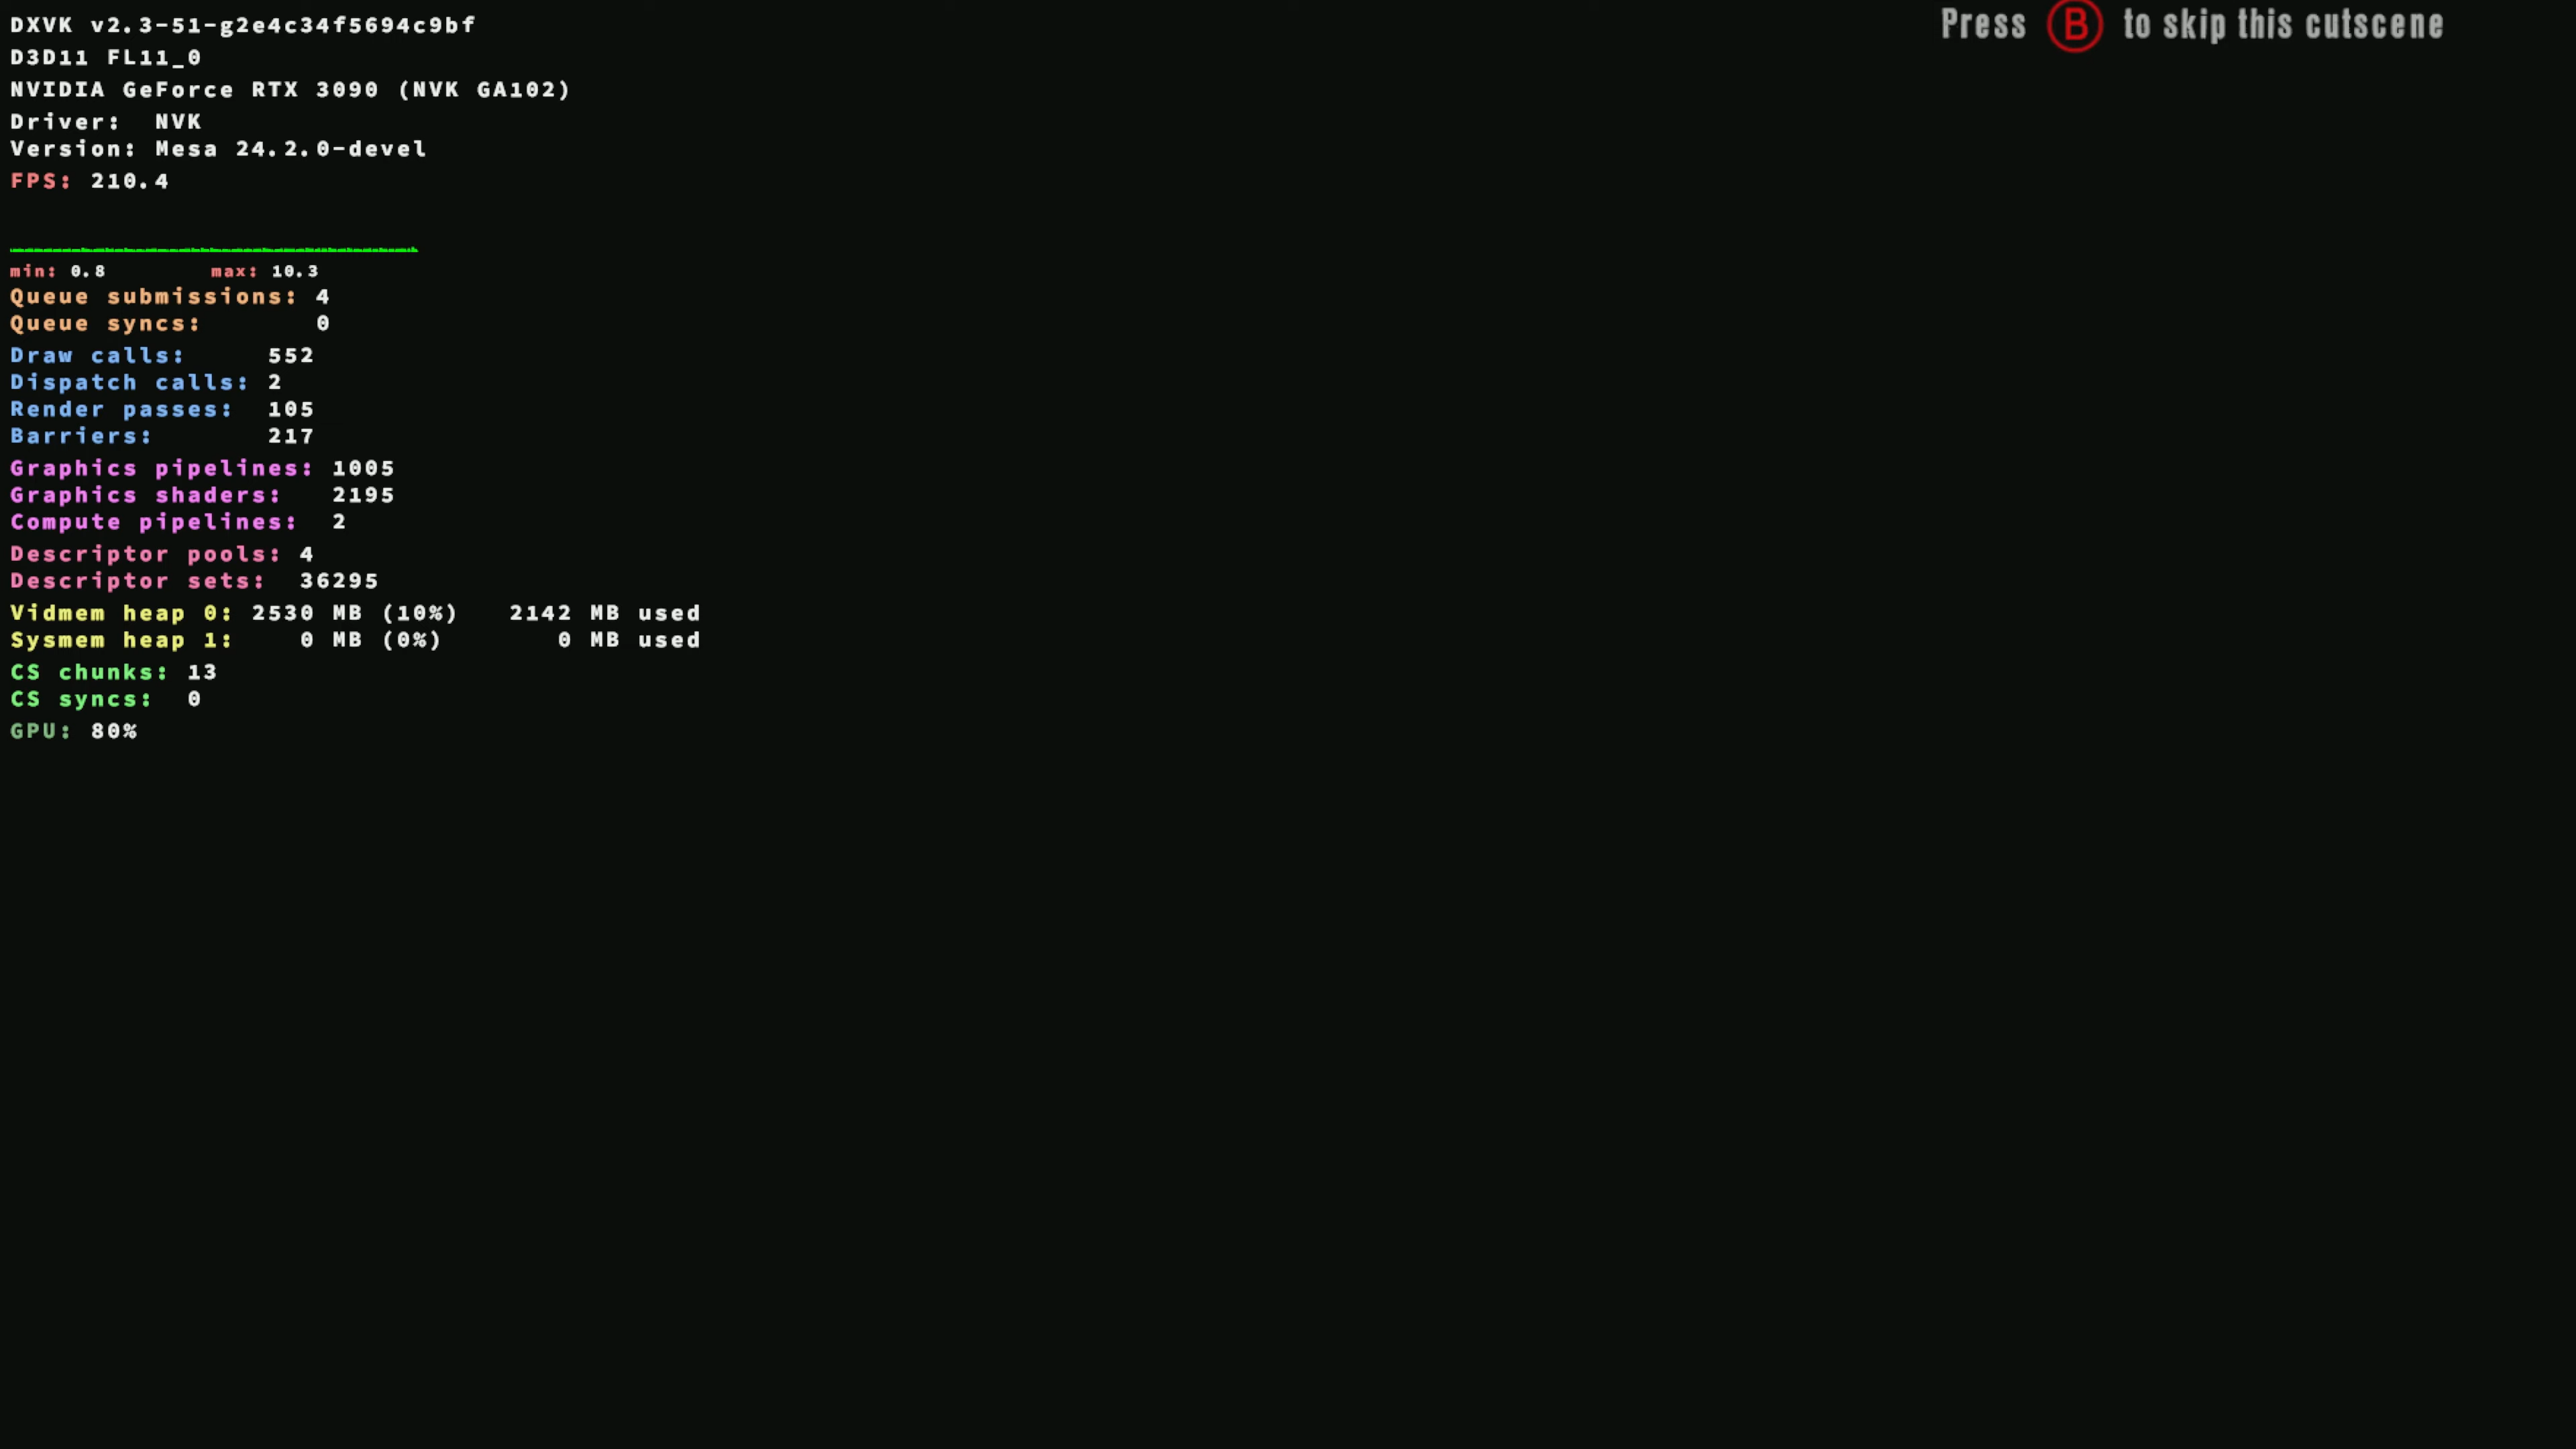 DXVK v2.3-51-g2e4c34f5694c9bf
Press B to skip this cutscene
D3D11 FL11_0
NVIDIA GeForce RTX 3090 (NVK GA102)
Driver: NVK
Version: Mesa 24.2.0-devel
FPS: 210.4
min: 0.8 max: 10.3
Queue submissions: 4
Queue syncs: 0
Draw calls: 552
Dispatch calls: 2
Render passes: 105
Barriers: 217
Graphics pipelines: 1005
Graphics shaders: 2195
Compute pipelines: 2
Descriptor pools: 4
Descriptor sets: 36295
Vidmem heap 0: 2530 MB (10%) 2142 MB used
Sysmem heap 1: 0 MB (0%) 0 MB used
CS chunks: 13
CS syncs: 0
GPU: 80%